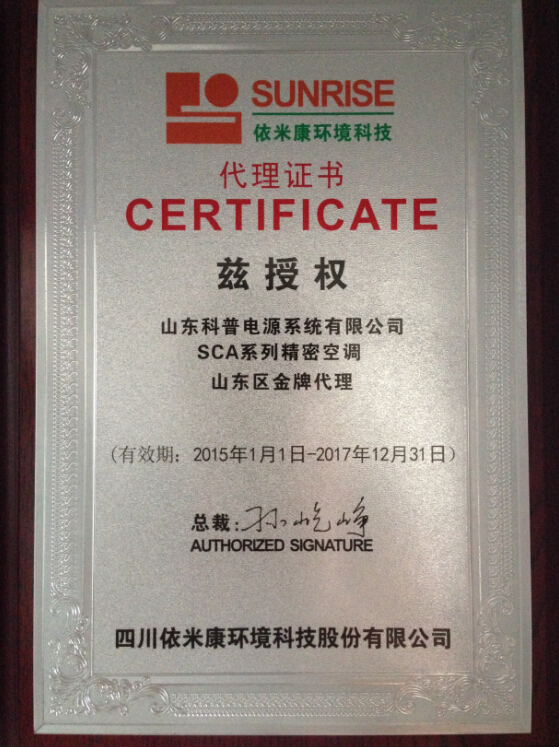 SUNRISE
依米康环境科技
代理证书
CERTIFICATE
兹授权
山东科普电源系统有限公司
SCA系列精密空调
山东区金牌代理
(有效期：2015年1月1日-2017年12月31日)
总裁：孙屹峥
AUTHORIZED SIGNATURE
四川依米康环境科技股份有限公司